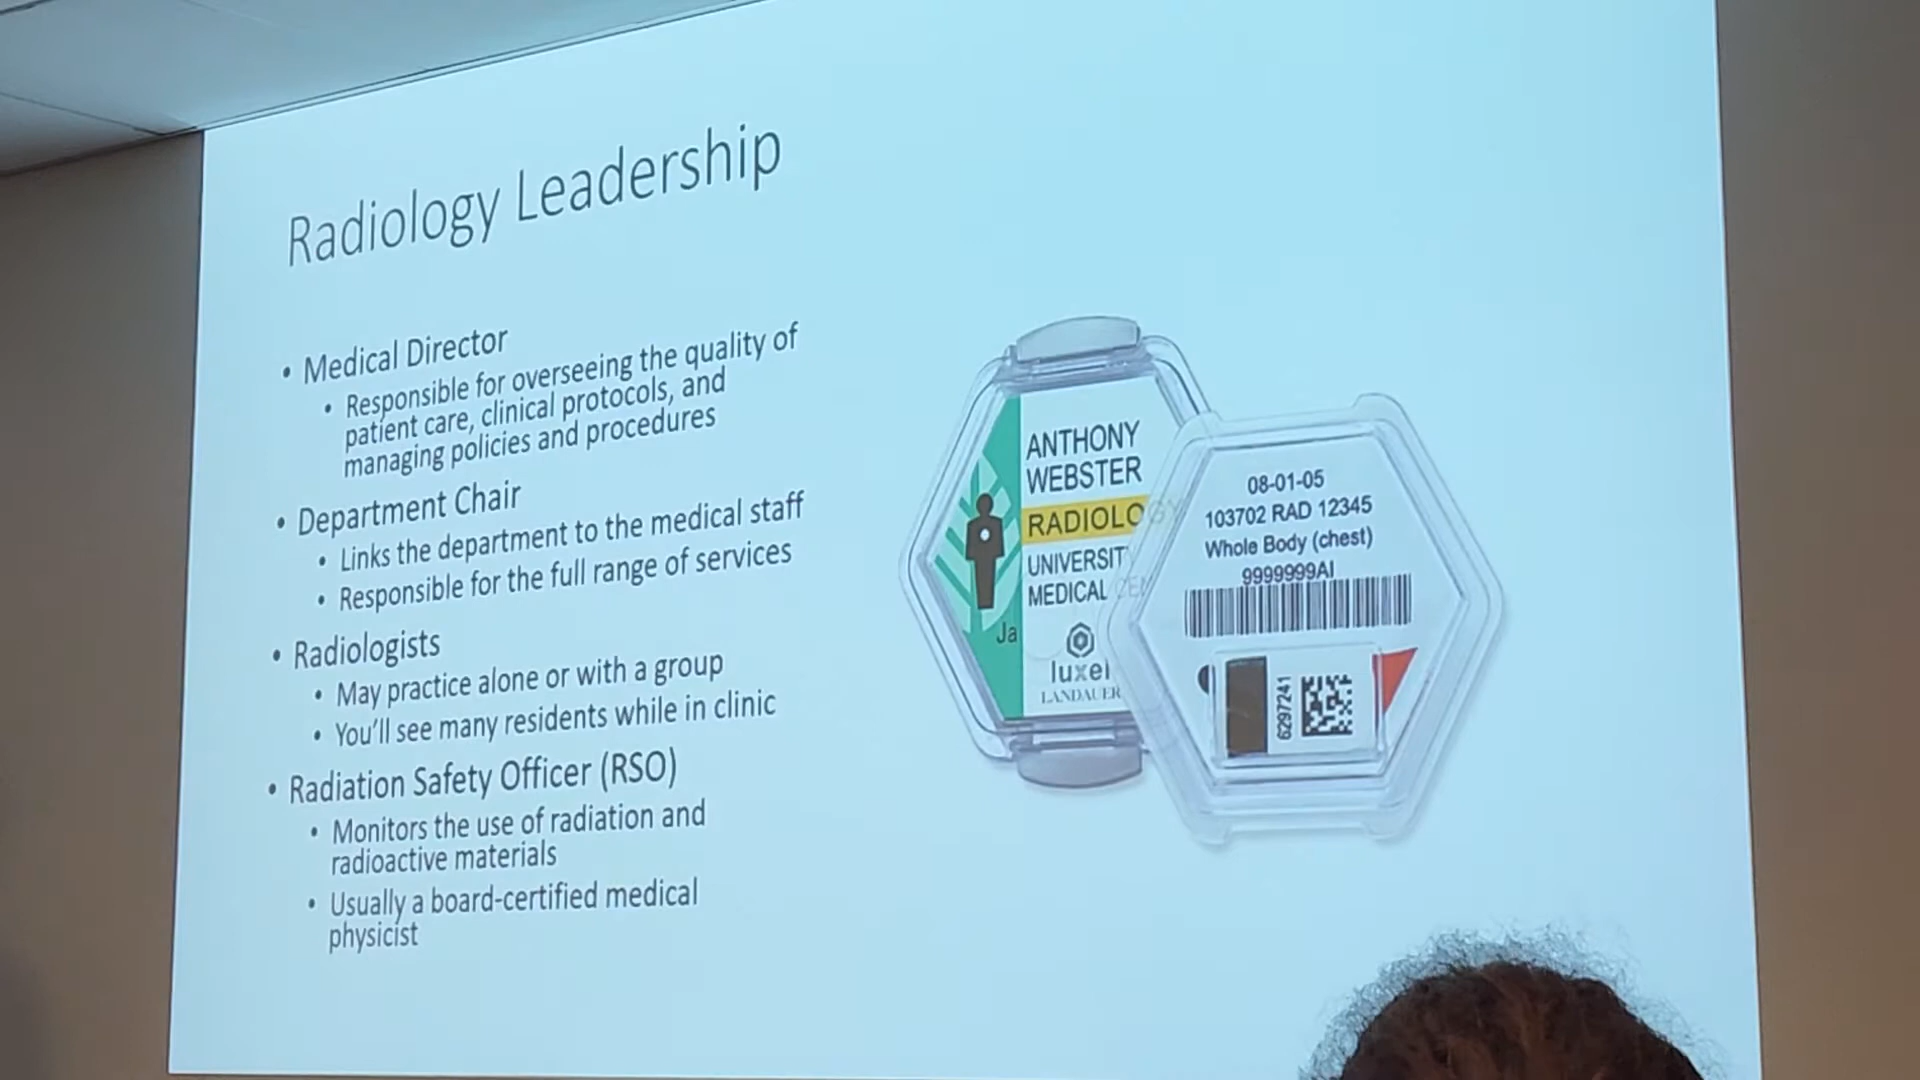 Radiology Leadership
• Medical Director
• Responsible for overseeing the quality of
patient care, clinical protocols, and
managing policies and procedures
• Department Chair
• Links the department to the medical staff
• Responsible for the full range of services
• Radiologists
• May practice alone or with a group
• You'll see many residents while in clinic
• Radiation Safety Officer (RSO)
• Monitors the use of radiation and
radioactive materials
• Usually a board-certified medical
physicist
ANTHONY
WEBSTER
RADIOLOGY
UNIVERSIT
MEDICAL CEN
Ja
luxel
LANDAUER
08-01-05
103702 RAD 12345
Whole Body (chest)
9999999AI
6297241